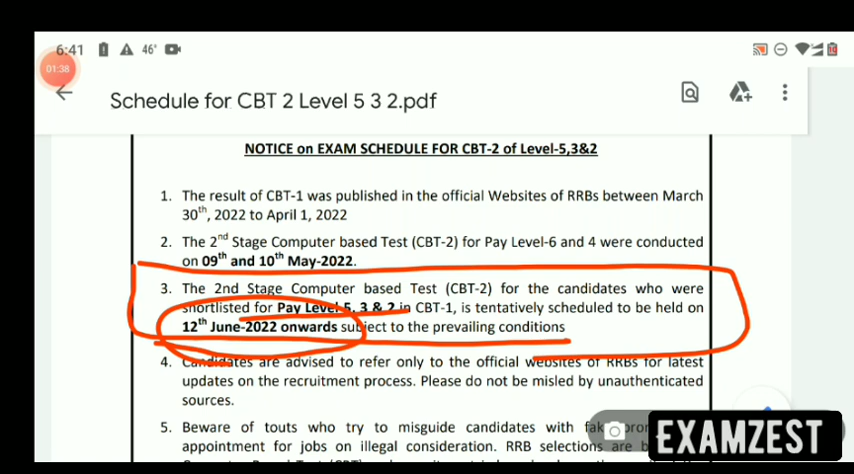 6:41 46°
01:38
Schedule for CBT 2 Level 5 3 2.pdf
NOTICE on EXAM SCHEDULE FOR CBT-2 of Level-5,3&2
1. The result of CBT-1 was published in the official Websites of RRBs between March
30th, 2022 to April 1, 2022
2. The 2nd Stage Computer based Test (CBT-2) for Pay Level-6 and 4 were conducted
on 09th and 10th May-2022.
3. The 2nd Stage Computer based Test (CBT-2) for the candidates who were
shortlisted for Pay Level 5, 3 & 2 in CBT-1, is tentatively scheduled to be held on
12th June-2022 onwards subject to the prevailing conditions
4. Candidates are advised to refer only to the official websites of RRBs for latest
updates on the recruitment process. Please do not be misled by unauthenticated
sources.
5. Beware of touts who try to misguide candidates with
appointment for jobs on illegal consideration. RRB selections are
EXAMZEST